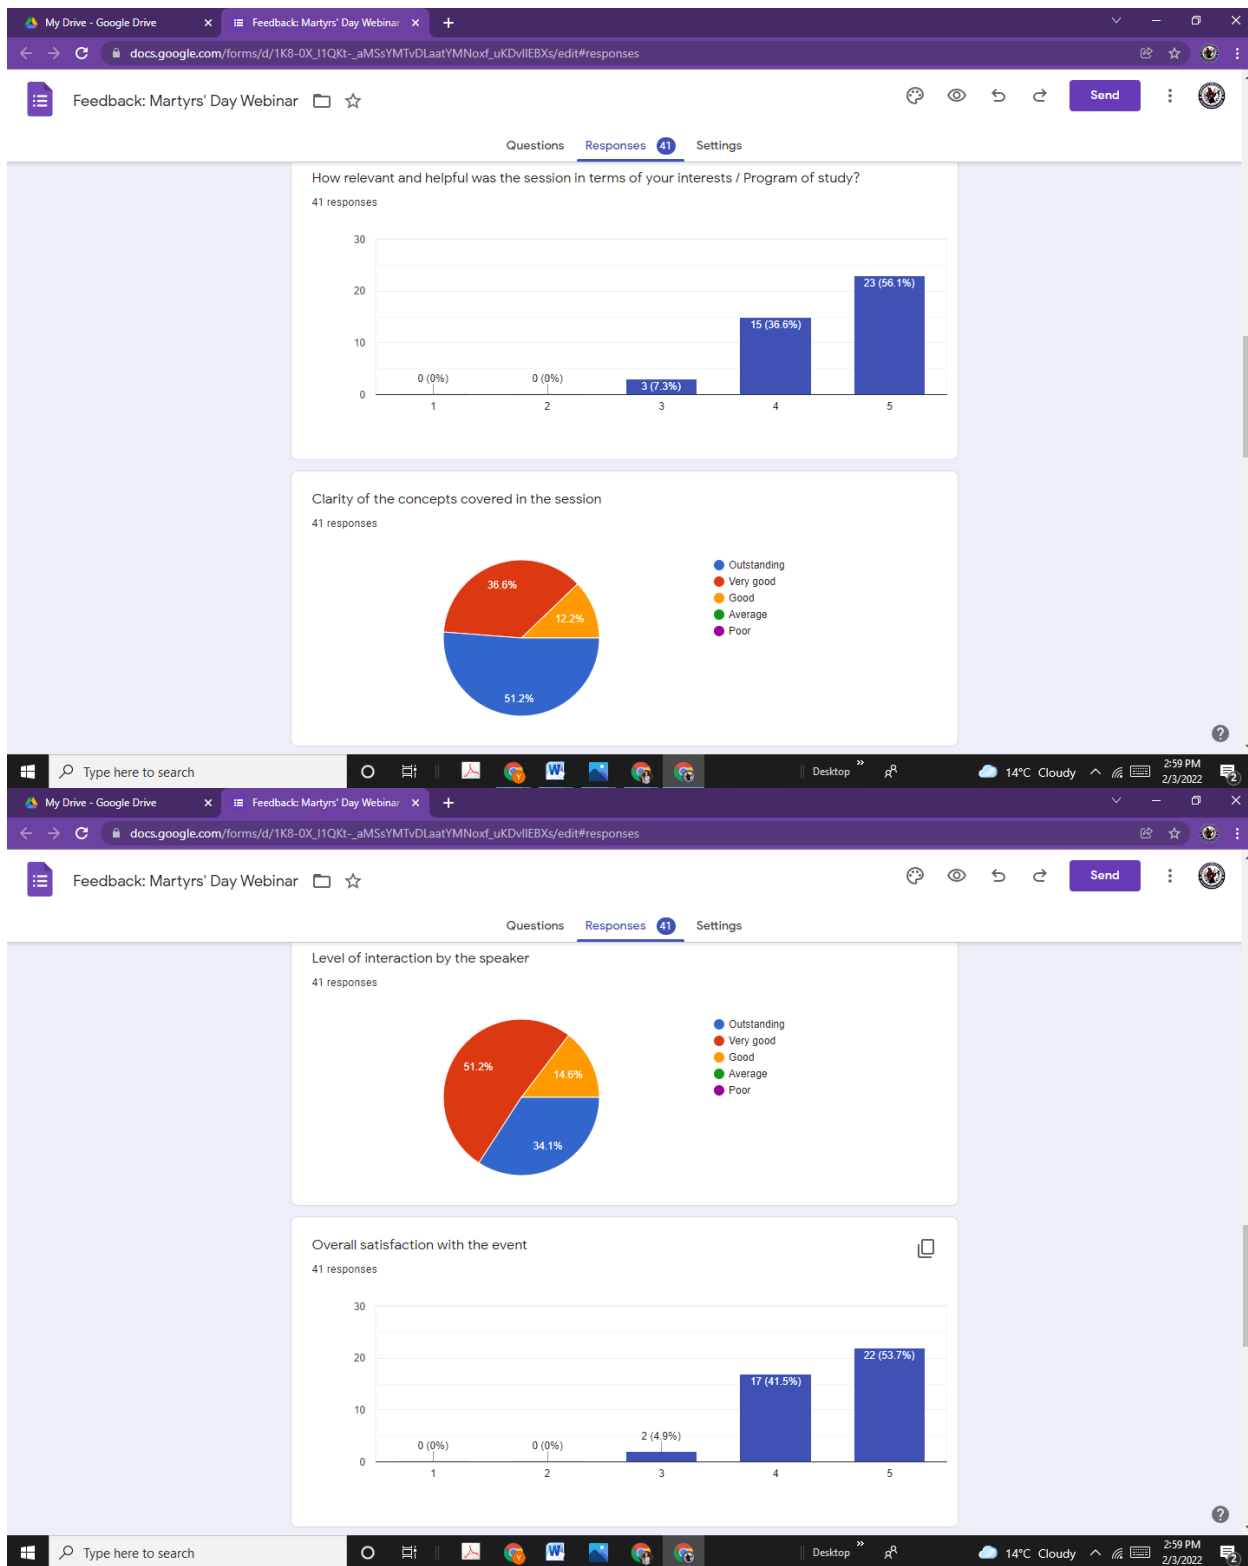 My Drive - Google Drive
Feedback: Martyrs' Day Webinar
docs.google.com/forms/d/1K8-0X_I1QKt-_aMSsYMTvDLaatYMNoxf_uKDvIIEBXs/edit#responses
Feedback: Martyrs' Day Webinar
Send
Questions Responses 41 Settings
How relevant and helpful was the session in terms of your interests / Program of study?
41 responses
30
20
10
0
0 (0%)
0 (0%)
3 (7.3%)
15 (36.6%)
23 (56.1%)
1 2 3 4 5
Clarity of the concepts covered in the session
41 responses
36.6%
12.2%
51.2%
Outstanding
Very good
Good
Average
Poor
Type here to search
Desktop
14°C Cloudy
2:59 PM
2/3/2022
2
My Drive - Google Drive
Feedback: Martyrs' Day Webinar
docs.google.com/forms/d/1K8-0X_I1QKt-_aMSsYMTvDLaatYMNoxf_uKDvIIEBXs/edit#responses
Feedback: Martyrs' Day Webinar
Send
Questions Responses 41 Settings
Level of interaction by the speaker
41 responses
51.2%
14.6%
34.1%
Outstanding
Very good
Good
Average
Poor
Overall satisfaction with the event
41 responses
30
20
10
0
0 (0%)
0 (0%)
2 (4.9%)
17 (41.5%)
22 (53.7%)
1 2 3 4 5
Type here to search
Desktop
14°C Cloudy
2:59 PM
2/3/2022
2